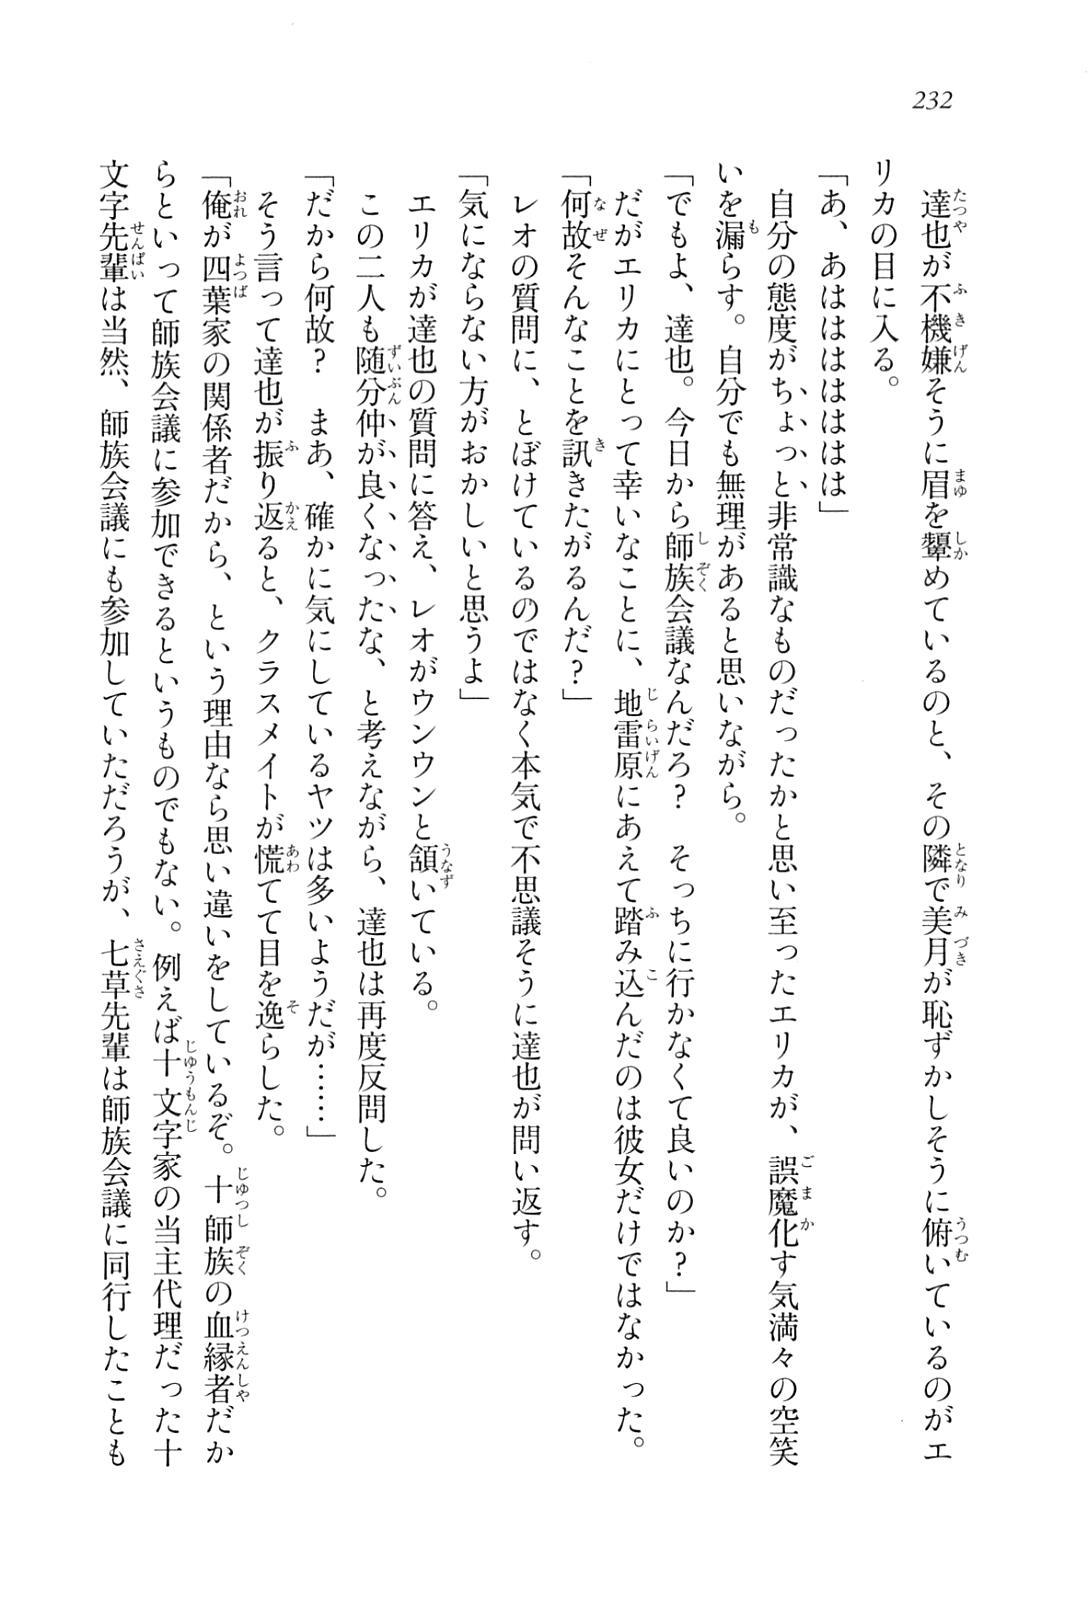 232
達也が不機嫌そうに眉を顰めているのと、その隣で美月が恥ずかしそうに俯いているのがエ
リカの目に入る。
「あ、あはははははは」
自分の態度がちょっと非常識なものだったかと思い至ったエリカが、誤魔化す気満々の空笑
いを漏らす。自分でも無理があると思いながら。
「でもよ、達也。今日から師族会議なんだろ？　そっちに行かなくて良いのか？」
だがエリカにとって幸いなことに、地雷原にあえて踏み込んだのは彼女だけではなかった。
「何故そんなことを訊きたがるんだ？」
レオの質問に、とぼけているのではなく本気で不思議そうに達也が問い返す。
「気にならない方がおかしいと思うよ」
エリカが達也の質問に答え、レオがウンウンと頷いている。
この二人も随分仲が良くなったな、と考えながら、達也は再度反問した。
「だから何故？　まあ、確かに気にしているヤツは多いようだが……」
そう言って達也が振り返ると、クラスメイトが慌てて目を逸らした。
「俺が四葉家の関係者だから、という理由なら思い違いをしているぞ。十師族の血縁者だか
らといって師族会議に参加できるというものでもない。例えば十文字家の当主代理だった十
文字先輩は当然、師族会議にも参加していただろうが、七草先輩は師族会議に同行したことも